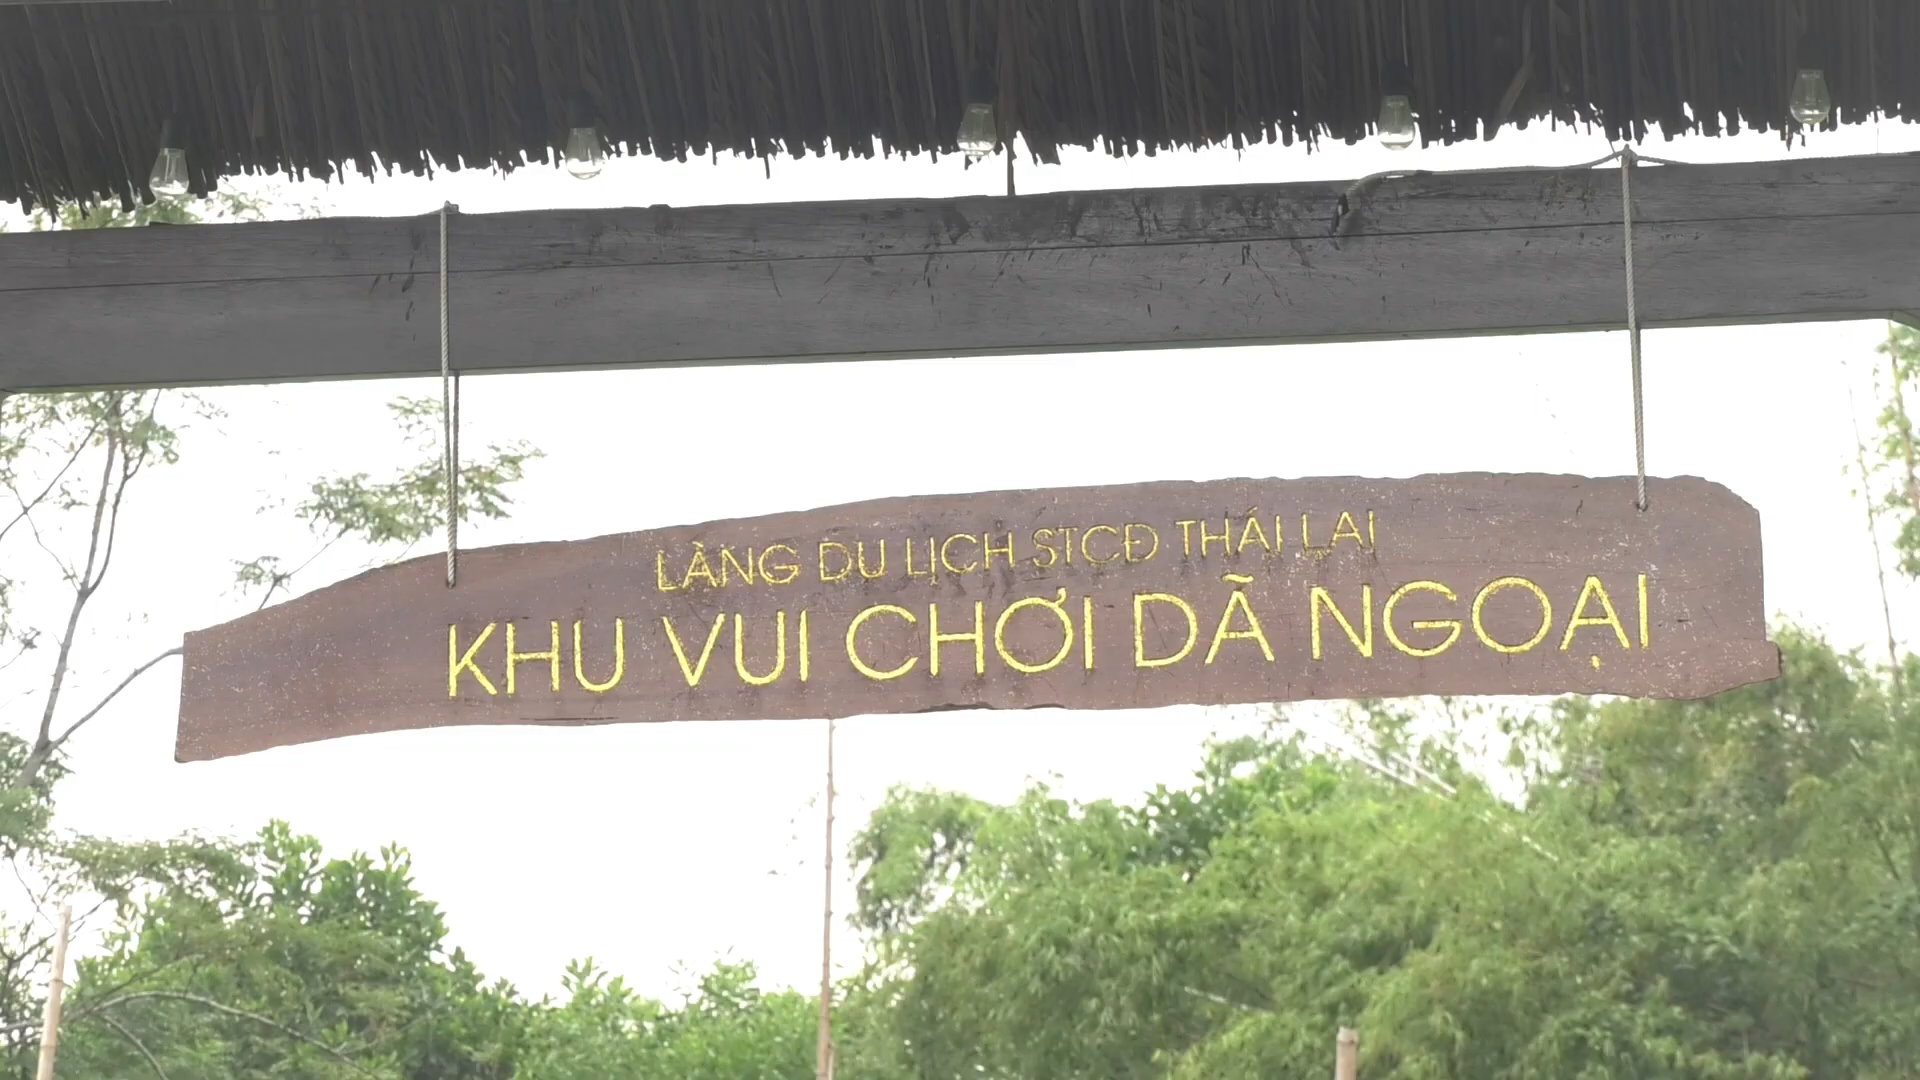 LÀNG DU LỊCH STCĐ THÁI LAI
KHU VUI CHƠI DÃ NGOẠI